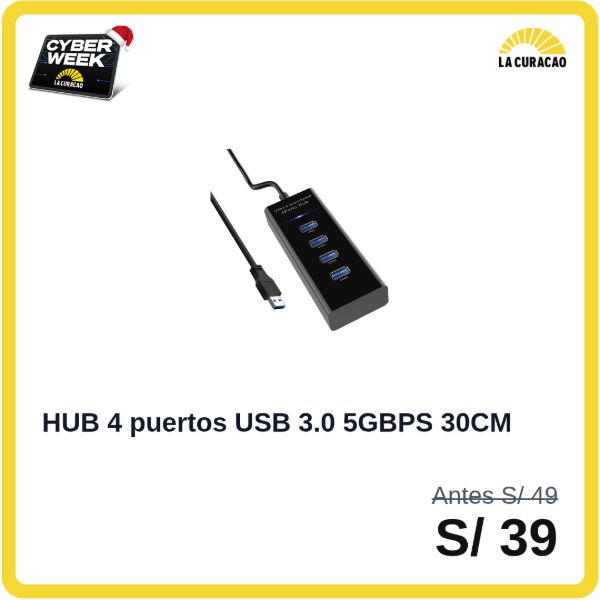 CYBER
WEEK
LA CURACAO
LA CURACAO
HUB 4 puertos USB 3.0 5GBPS 30CM
Antes S/ 49
S/ 39